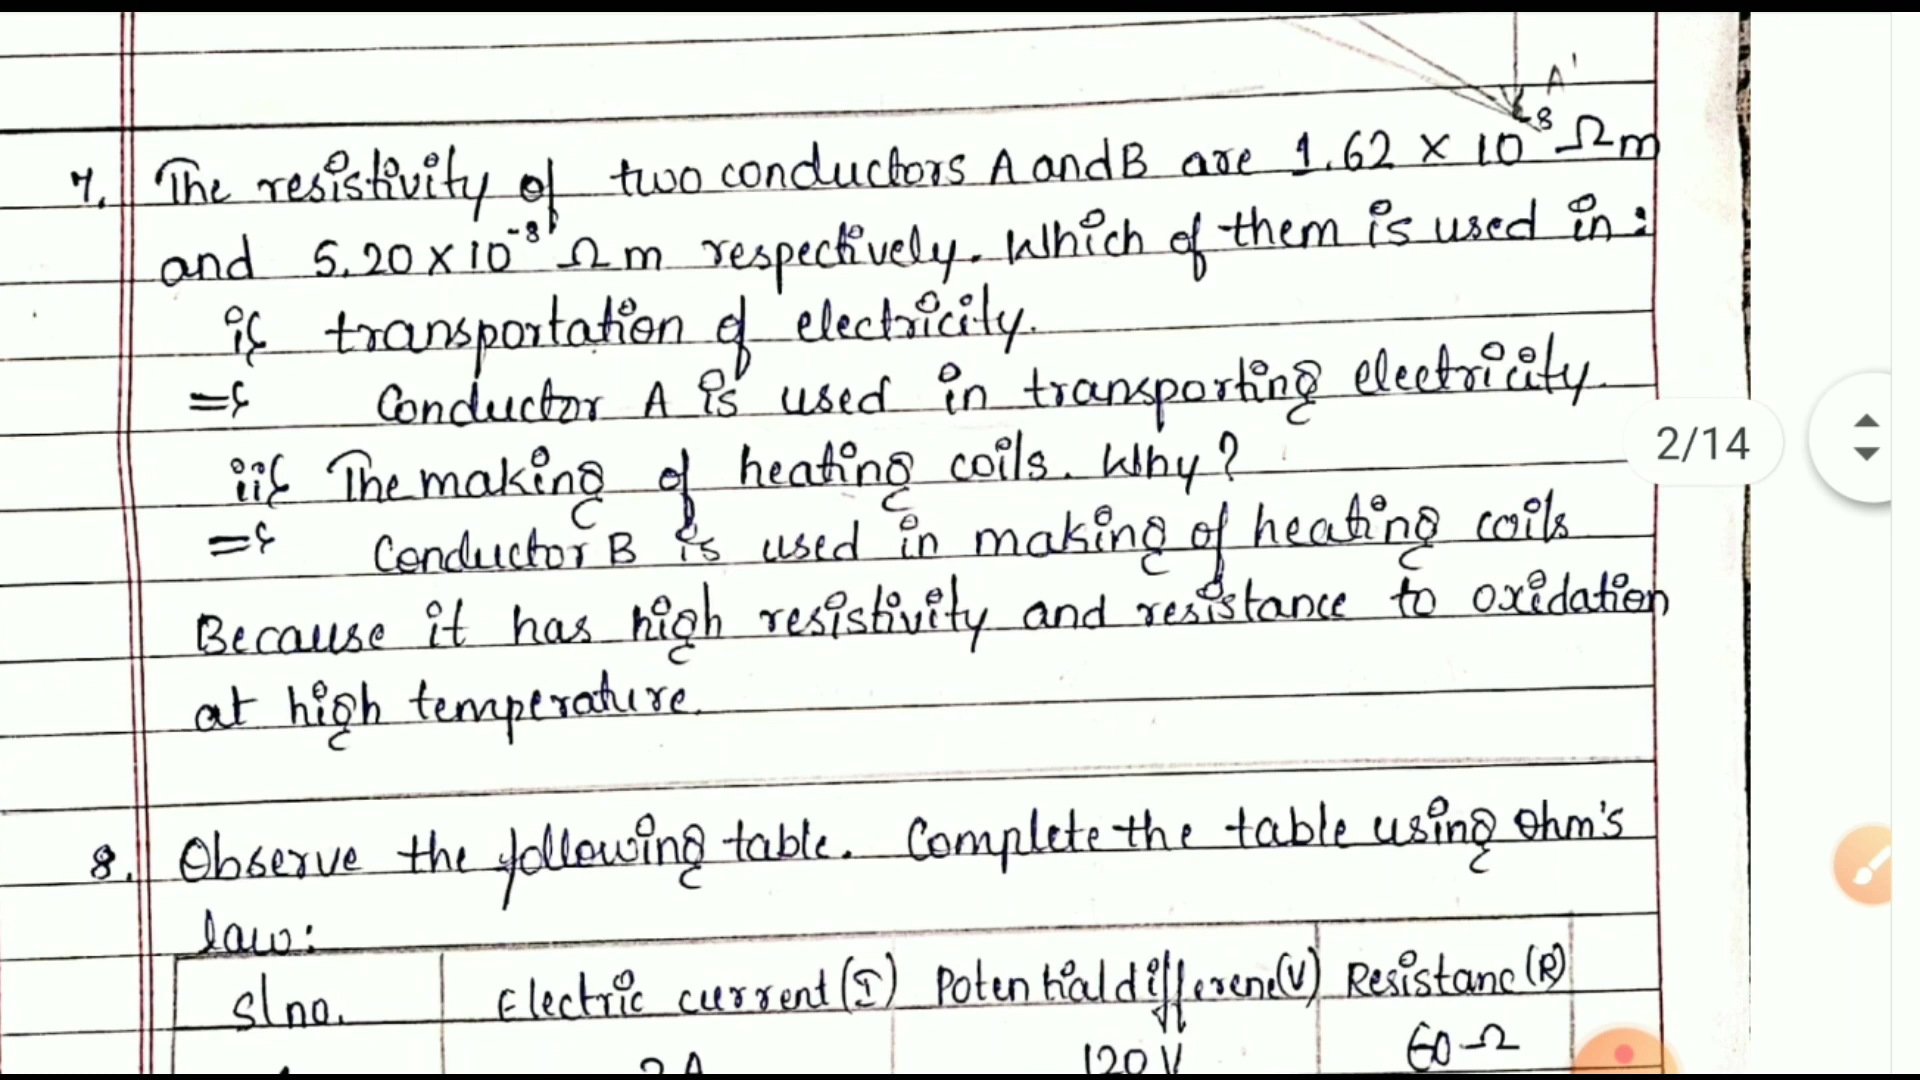 A'
7. The resistivity of two conductors A and B are 1.62 × 10⁻⁸ Ωm
and 5.20 × 10⁻⁸ Ωm respectively. Which of them is used in:
i} transportation of electricity.
=} Conductor A is used in transporting electricity.
ii} The making of heating coils. Why?
=} Conductor B is used in making of heating coils
Because it has high resistivity and resistance to oxidation
at high temperature.
2/14
8. Observe the following table. Complete the table using Ohm's
law:
Sl no. Electric current (I) Potential differen(V) Resistanc (R)
2A 120 V 60 Ω